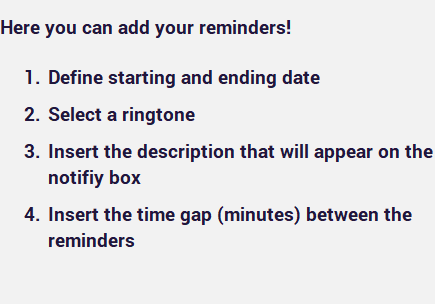 Here you can add your reminders!
1. Define starting and ending date
2. Select a ringtone
3. Insert the description that will appear on the
notifiy box
4. Insert the time gap (minutes) between the
reminders